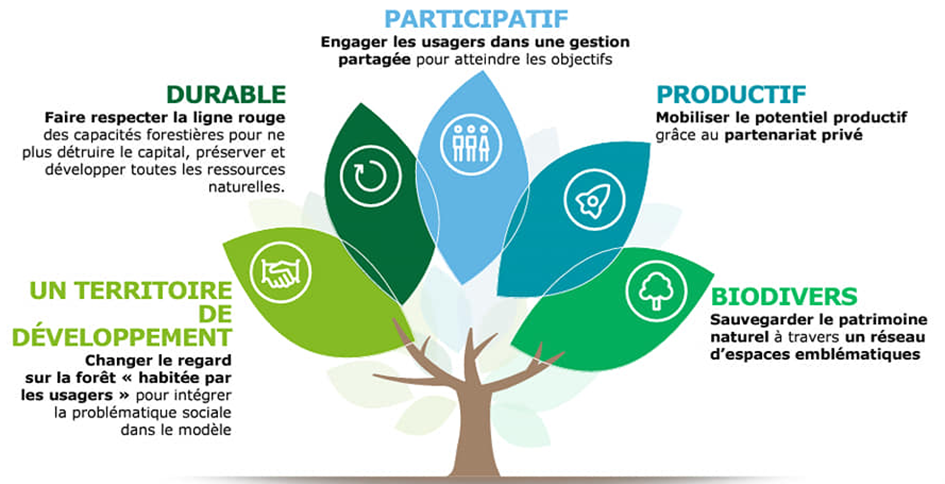 PARTICIPATIF
Engager les usagers dans une gestion
partagée pour atteindre les objectifs
DURABLE
Faire respecter la ligne rouge
des capacités forestières pour ne
plus détruire le capital, préserver et
développer toutes les ressources
naturelles.
PRODUCTIF
Mobiliser le potentiel productif
grâce au partenariat privé
UN TERRITOIRE
DE
DÉVELOPPEMENT
Changer le regard
sur la forêt « habitée par
les usagers » pour intégrer
la problématique sociale
dans le modèle
BIODIVERS
Sauvegarder le patrimoine
naturel à travers un réseau
d’espaces emblématiques